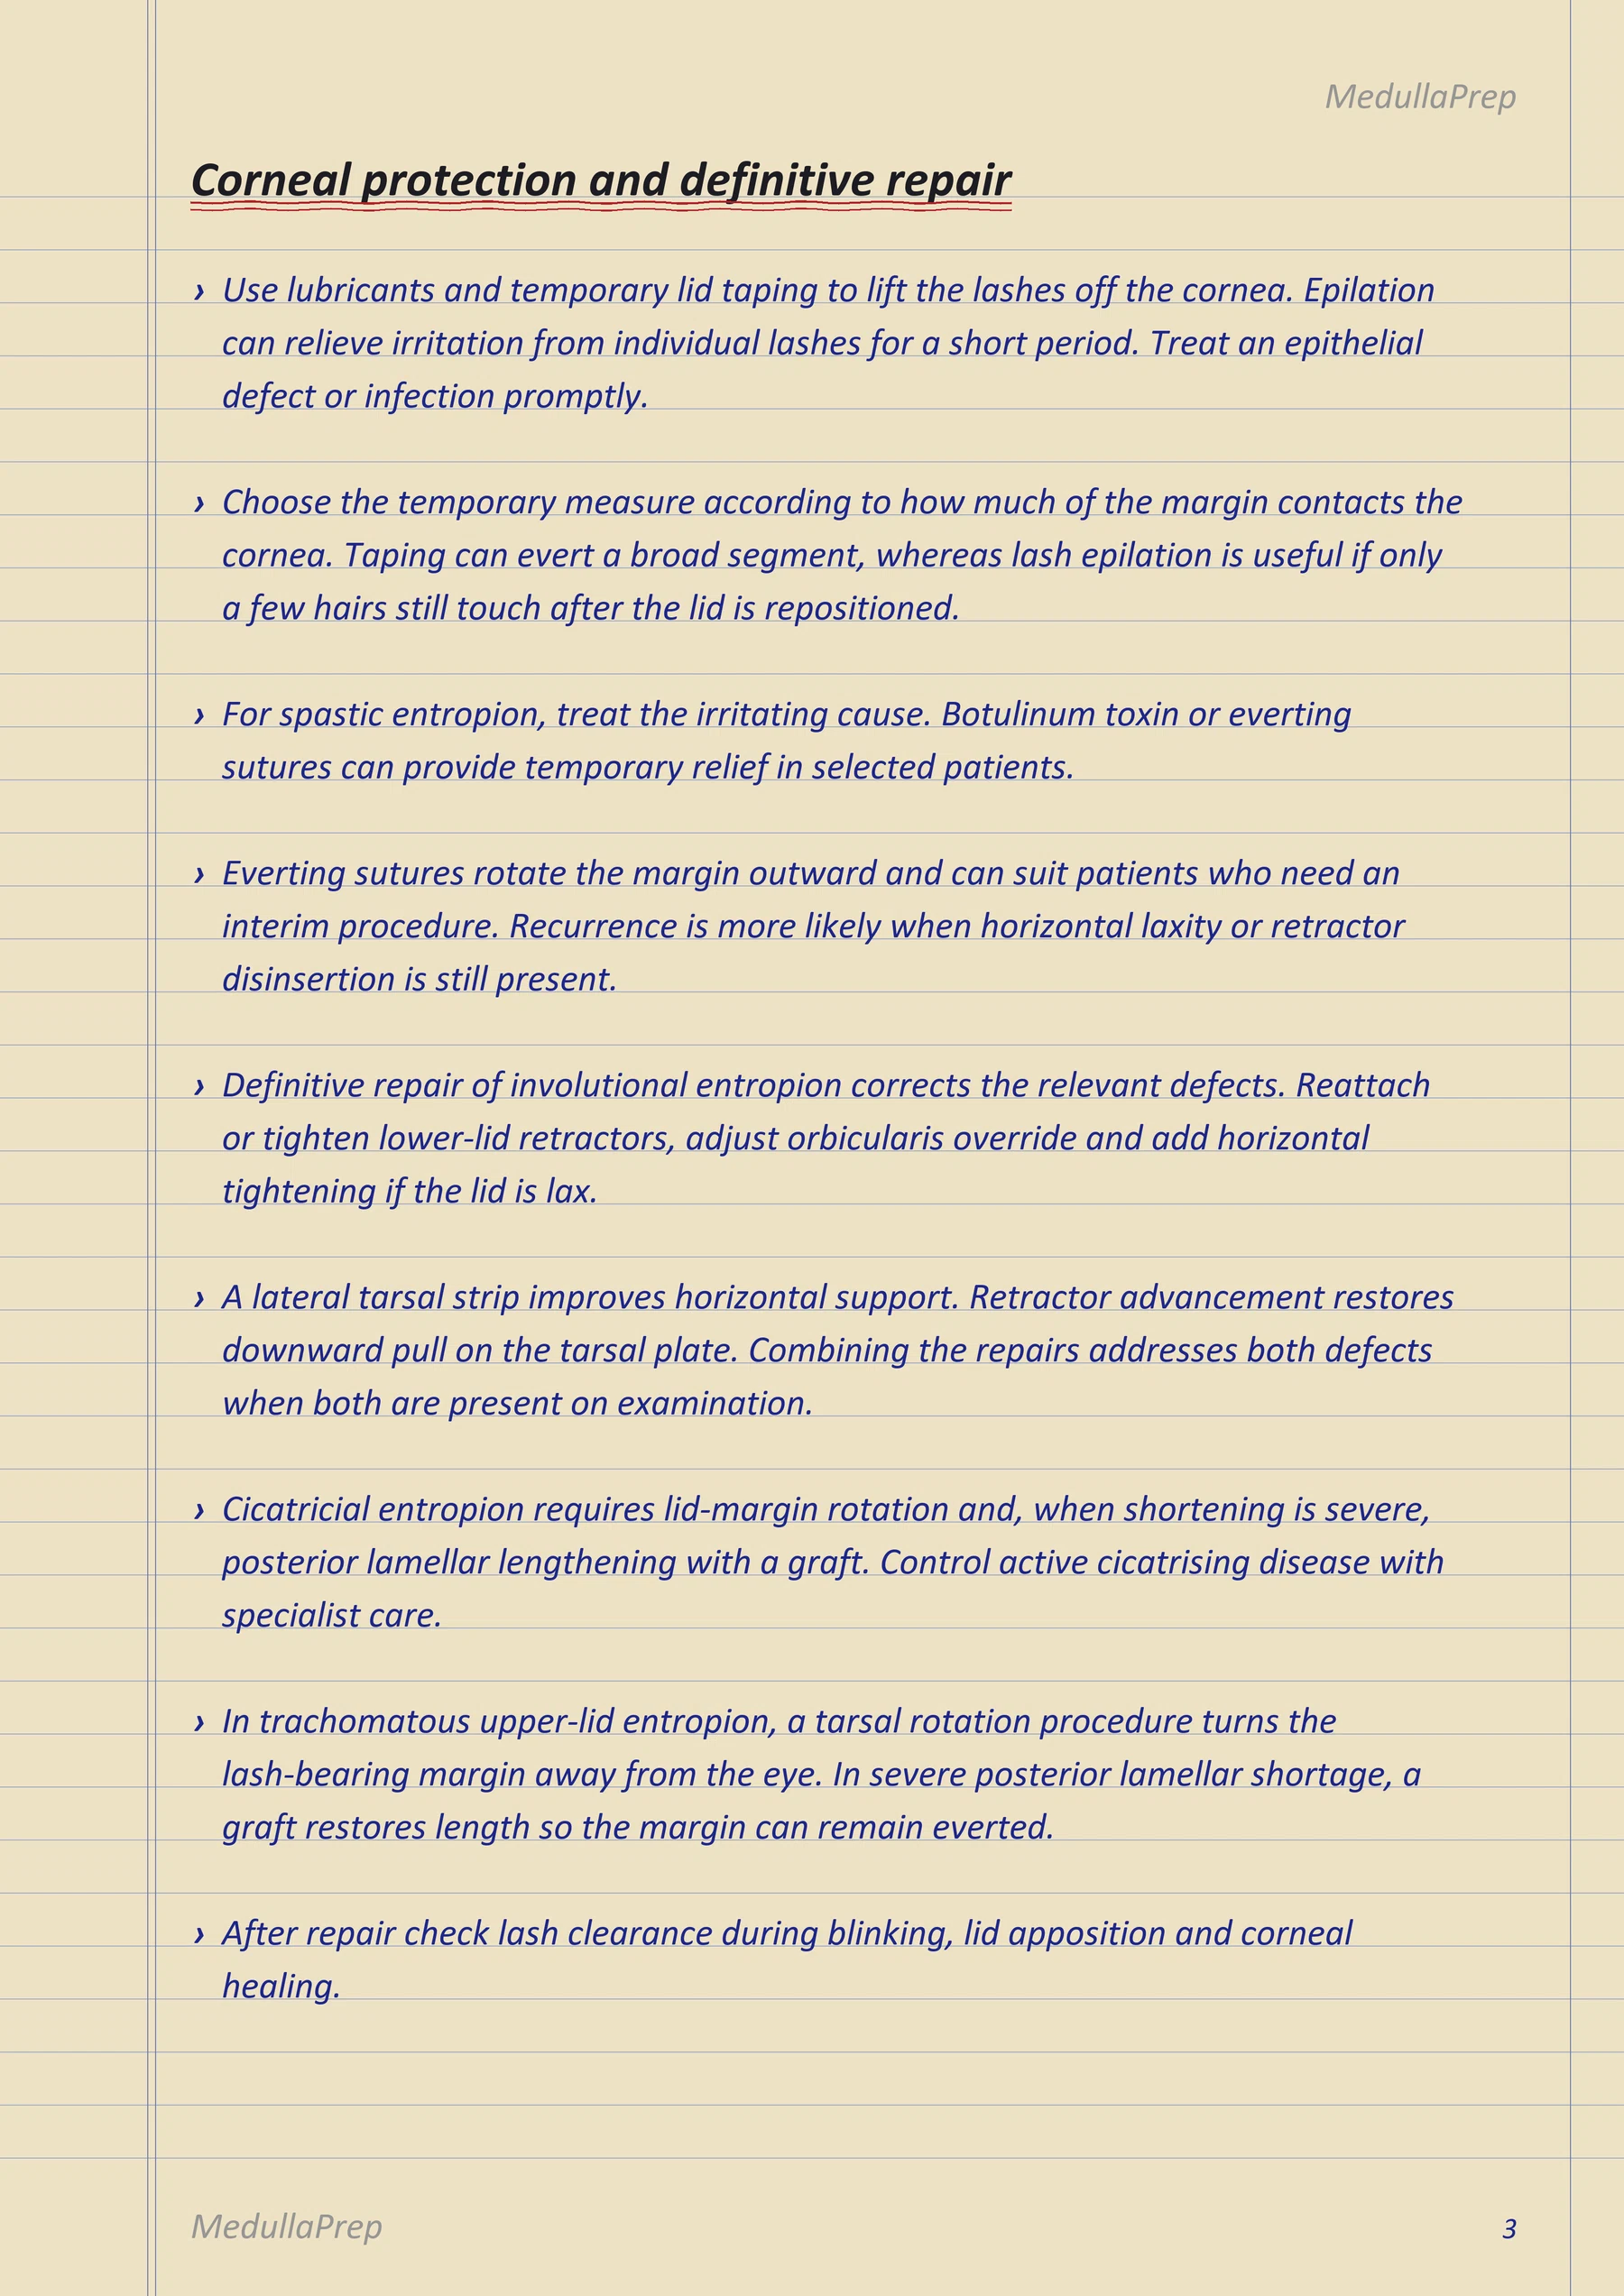 MedullaPrep
Corneal protection and definitive repair
› Use lubricants and temporary lid taping to lift the lashes off the cornea. Epilation
can relieve irritation from individual lashes for a short period. Treat an epithelial
defect or infection promptly.
› Choose the temporary measure according to how much of the margin contacts the
cornea. Taping can evert a broad segment, whereas lash epilation is useful if only
a few hairs still touch after the lid is repositioned.
› For spastic entropion, treat the irritating cause. Botulinum toxin or everting
sutures can provide temporary relief in selected patients.
› Everting sutures rotate the margin outward and can suit patients who need an
interim procedure. Recurrence is more likely when horizontal laxity or retractor
disinsertion is still present.
› Definitive repair of involutional entropion corrects the relevant defects. Reattach
or tighten lower-lid retractors, adjust orbicularis override and add horizontal
tightening if the lid is lax.
› A lateral tarsal strip improves horizontal support. Retractor advancement restores
downward pull on the tarsal plate. Combining the repairs addresses both defects
when both are present on examination.
› Cicatricial entropion requires lid-margin rotation and, when shortening is severe,
posterior lamellar lengthening with a graft. Control active cicatrising disease with
specialist care.
› In trachomatous upper-lid entropion, a tarsal rotation procedure turns the
lash-bearing margin away from the eye. In severe posterior lamellar shortage, a
graft restores length so the margin can remain everted.
› After repair check lash clearance during blinking, lid apposition and corneal
healing.
MedullaPrep
3